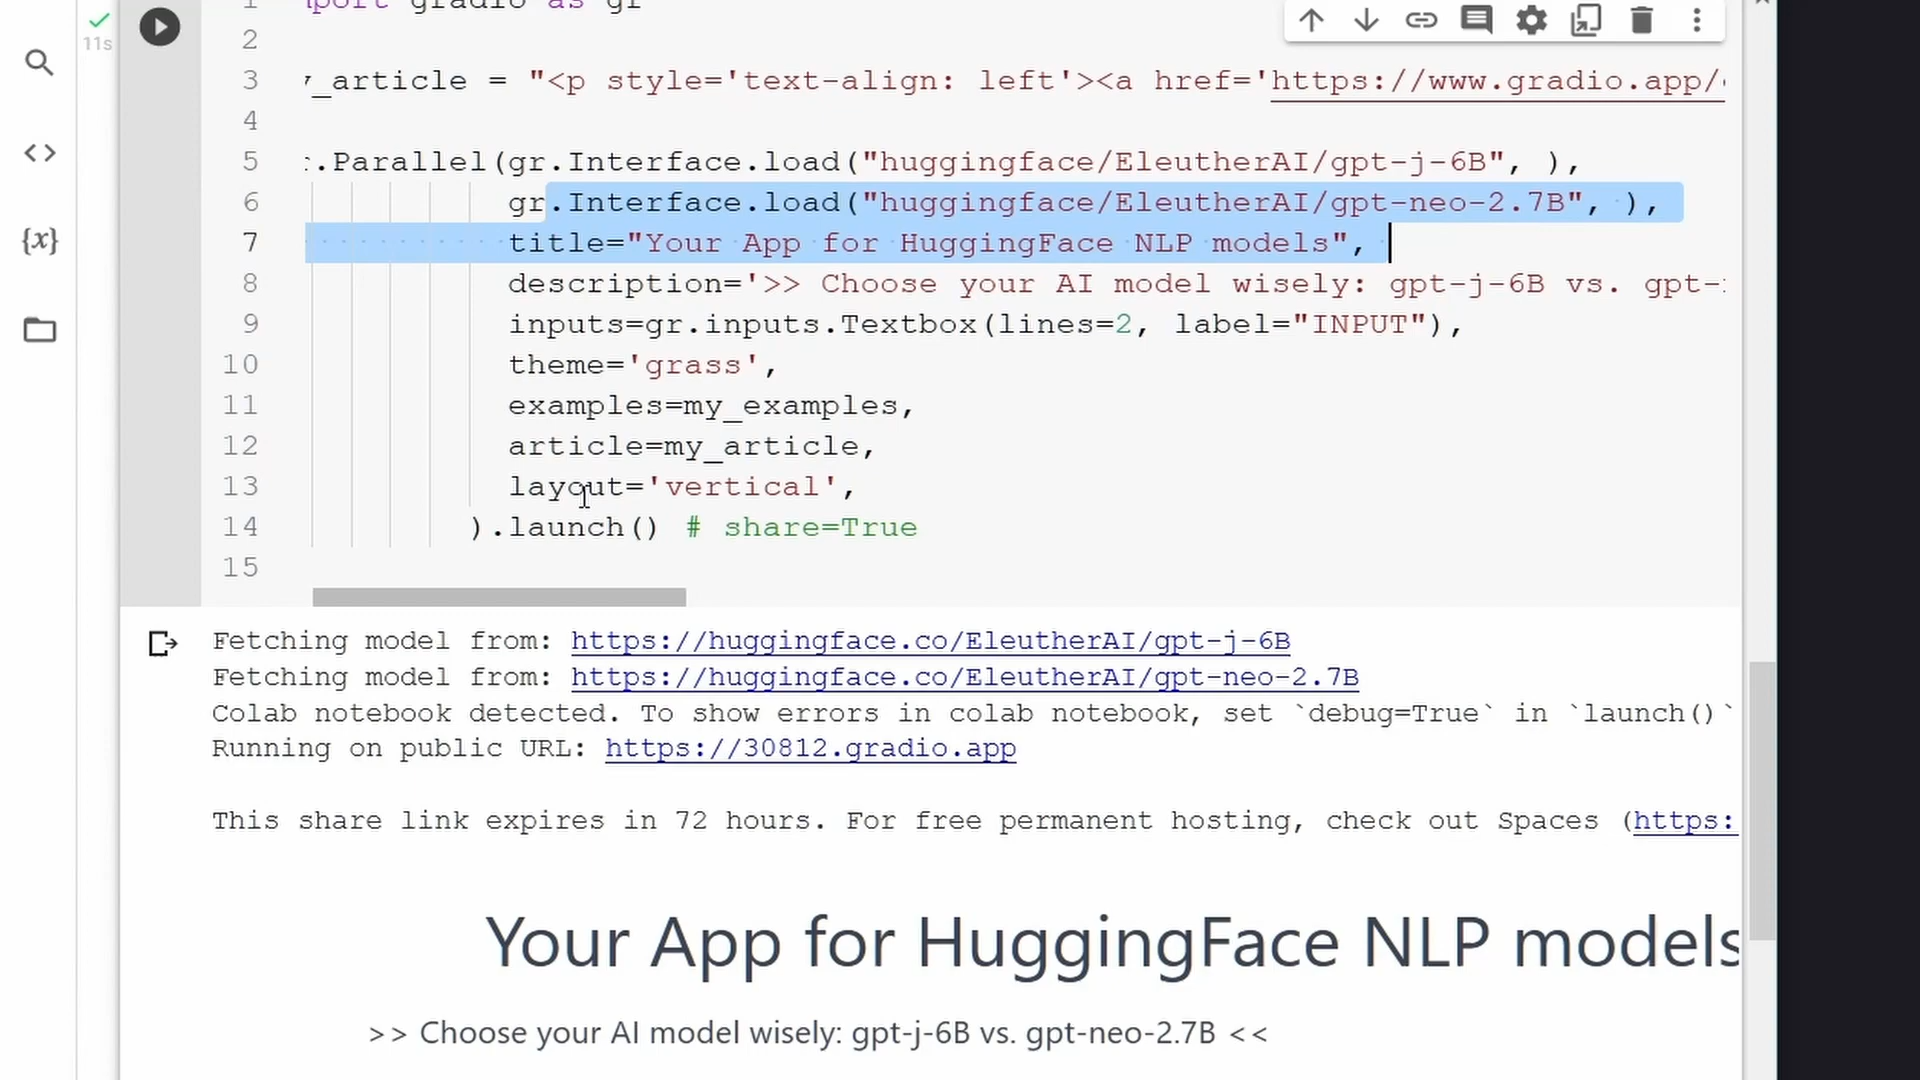 1 import gradio as gr
11s
2
3 y_article = "<p style='text-align: left'><a href='https://www.gradio.app/
4
5 r.Parallel(gr.Interface.load("huggingface/EleutherAI/gpt-j-6B", ),
6 gr.Interface.load("huggingface/EleutherAI/gpt-neo-2.7B", ),
7 title="Your App for HuggingFace NLP models",
8 description='>> Choose your AI model wisely: gpt-j-6B vs. gpt-
9 inputs=gr.inputs.Textbox(lines=2, label="INPUT"),
10 theme='grass',
11 examples=my_examples,
12 article=my_article,
13 layout='vertical',
14 ).launch() # share=True
15
{x}
Fetching model from: https://huggingface.co/EleutherAI/gpt-j-6B
Fetching model from: https://huggingface.co/EleutherAI/gpt-neo-2.7B
Colab notebook detected. To show errors in colab notebook, set `debug=True` in `launch()`
Running on public URL: https://30812.gradio.app
This share link expires in 72 hours. For free permanent hosting, check out Spaces (https:
Your App for HuggingFace NLP models
>> Choose your AI model wisely: gpt-j-6B vs. gpt-neo-2.7B <<